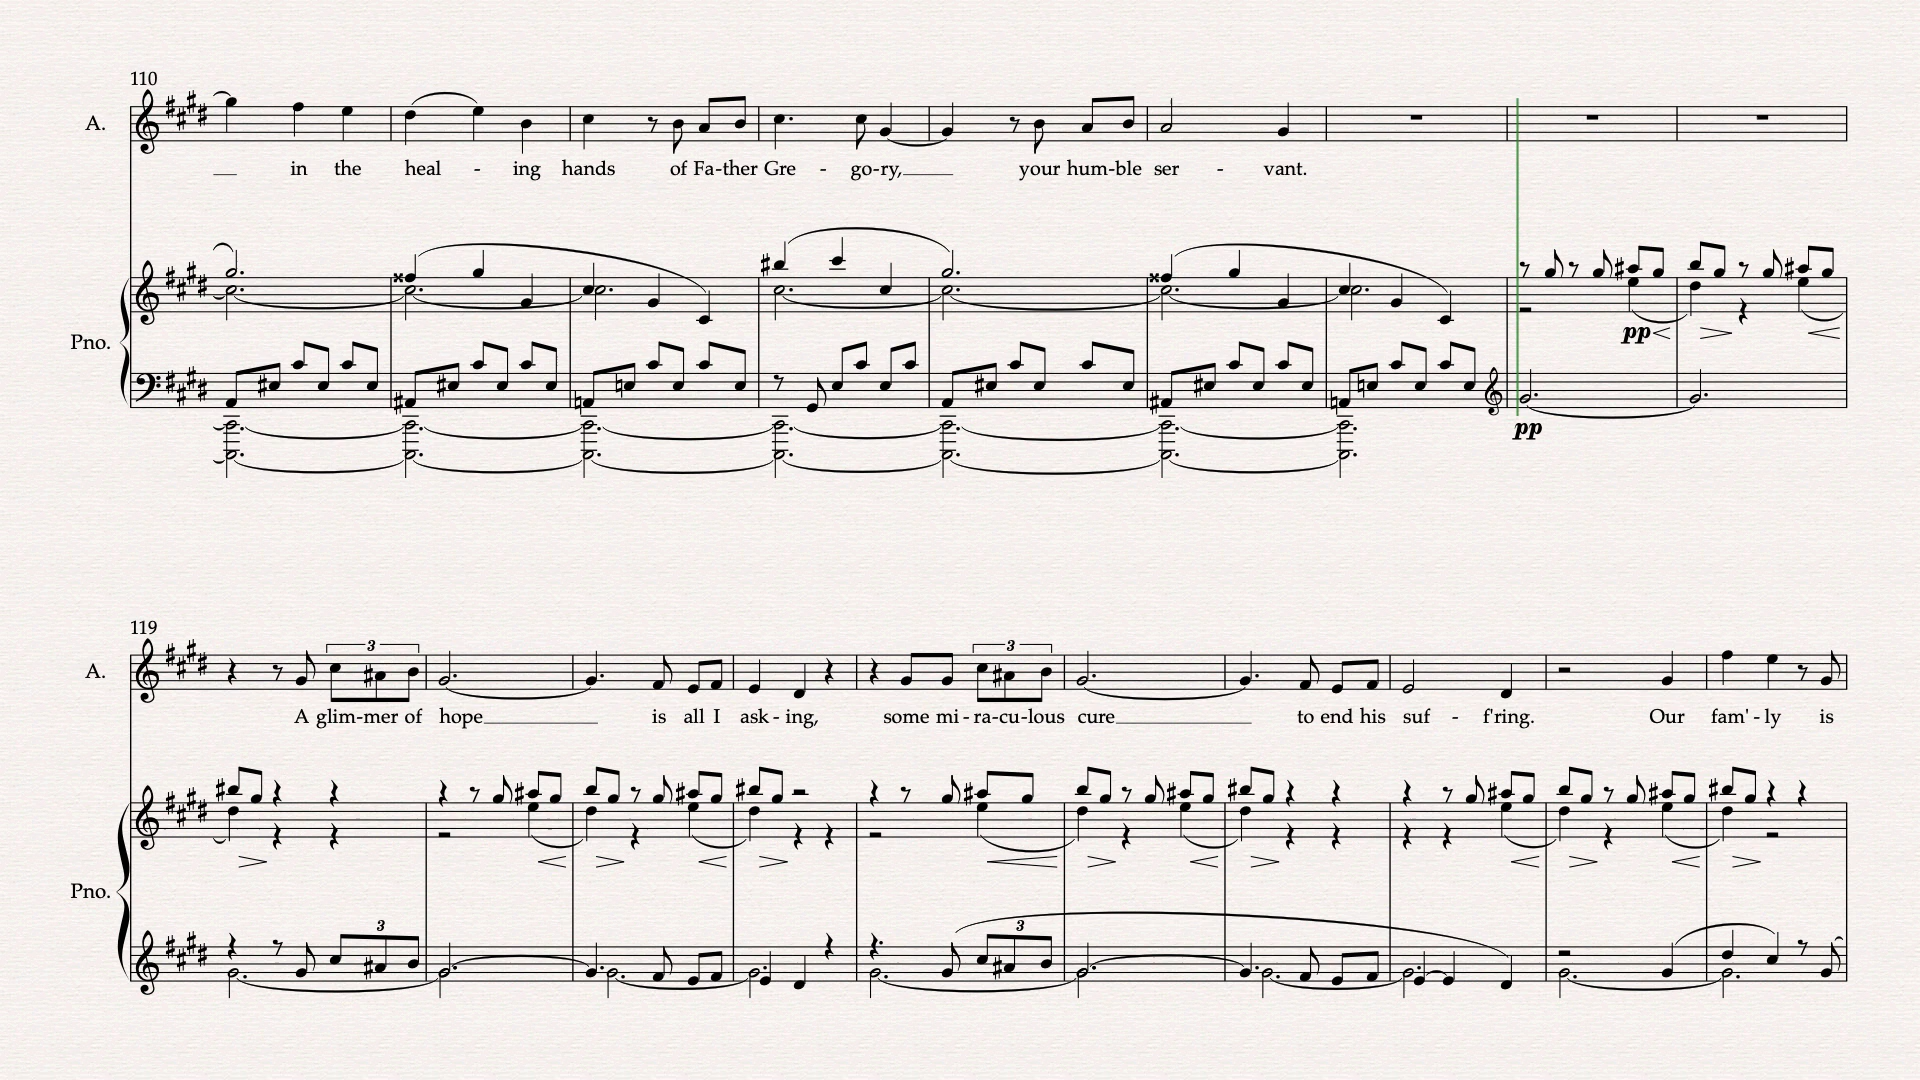 110
A.
in the heal - ing hands of Fa-ther Gre - go-ry, your hum-ble ser - vant.
Pno.
pp
pp
119
3
3
A.
A glim-mer of hope is all I ask - ing, some mi - ra-cu-lous cure to end his suf - f'ring. Our fam' - ly is
Pno.
3
3